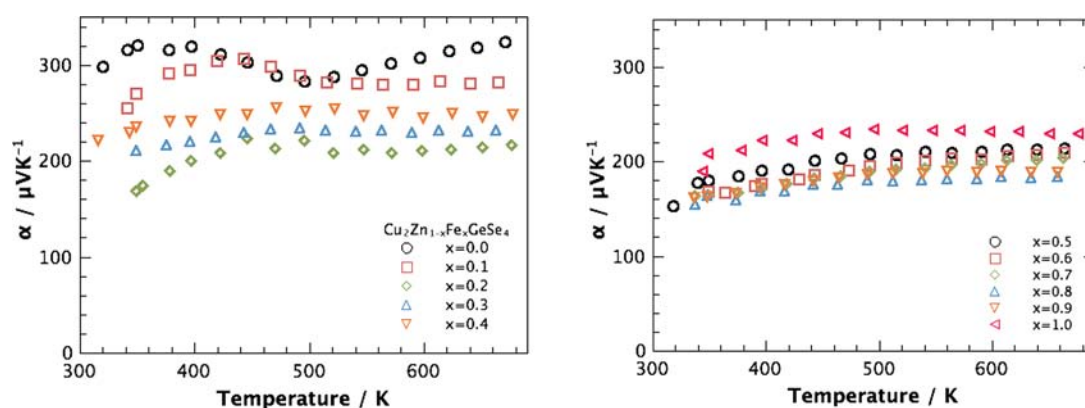 α / μVK⁻¹
300
200
100
0
300
400
500
600
Temperature / K
Cu₂Zn₁₋ₓFeₓGeSe₄
x=0.0
x=0.1
x=0.2
x=0.3
x=0.4
α / μVK⁻¹
300
200
100
0
300
400
500
600
Temperature / K
x=0.5
x=0.6
x=0.7
x=0.8
x=0.9
x=1.0